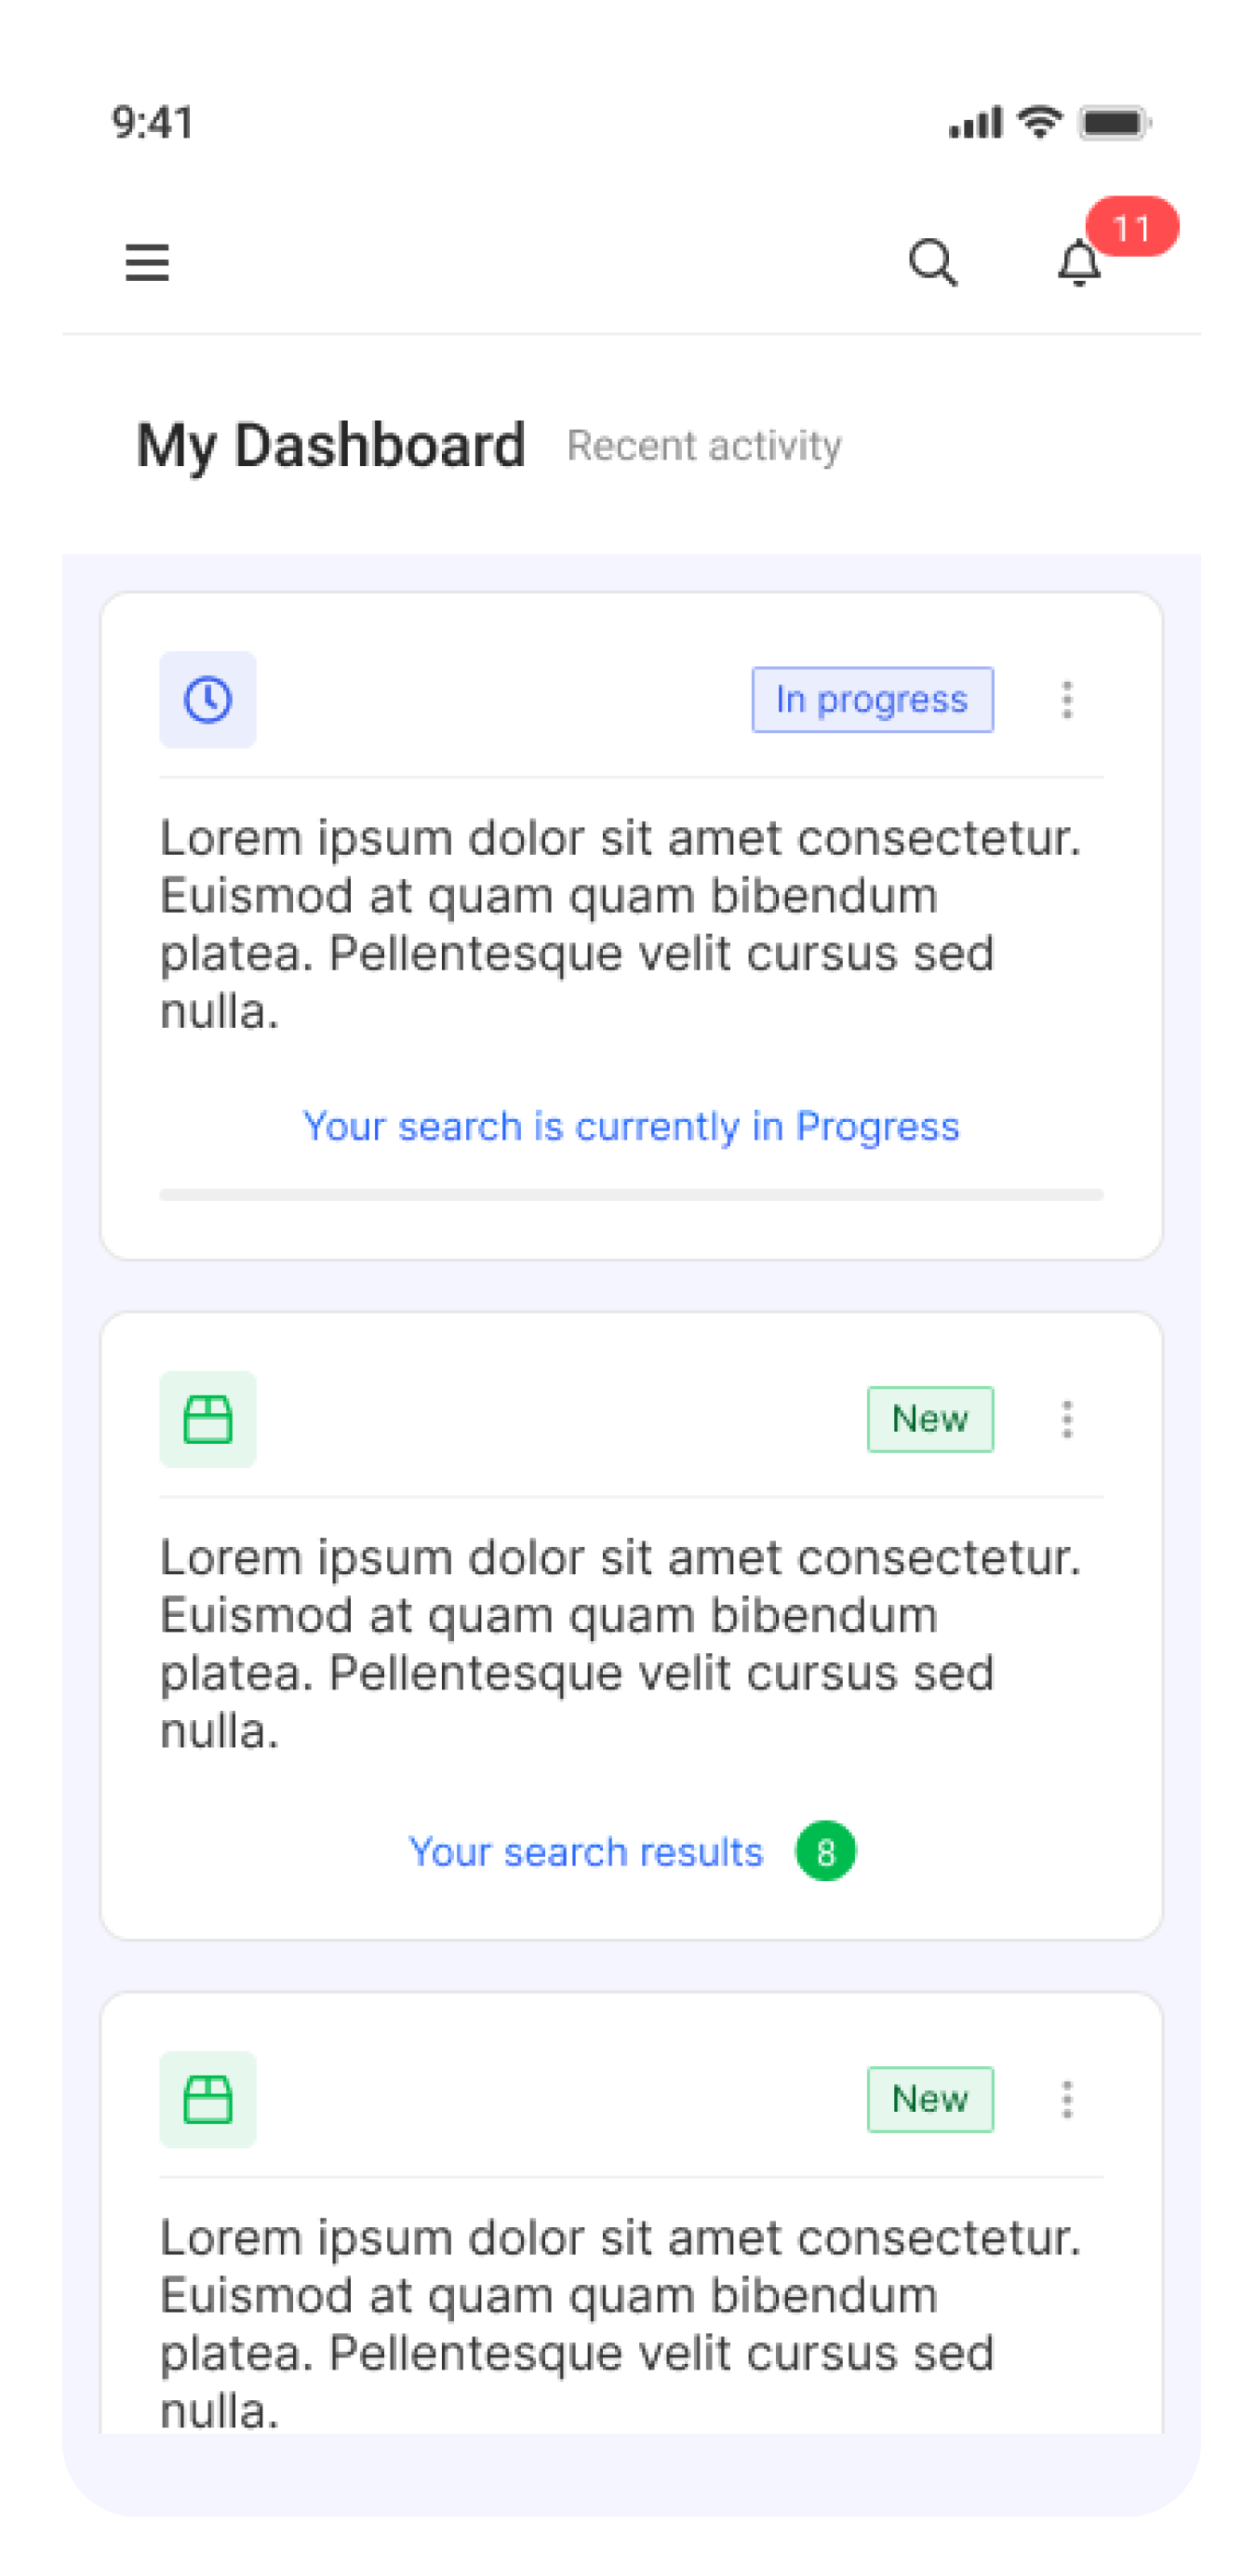 9:41
11
My Dashboard Recent activity
In progress
Lorem ipsum dolor sit amet consectetur.
Euismod at quam quam bibendum
platea. Pellentesque velit cursus sed
nulla.
Your search is currently in Progress
New
Lorem ipsum dolor sit amet consectetur.
Euismod at quam quam bibendum
platea. Pellentesque velit cursus sed
nulla.
Your search results 8
New
Lorem ipsum dolor sit amet consectetur.
Euismod at quam quam bibendum
platea. Pellentesque velit cursus sed
nulla.